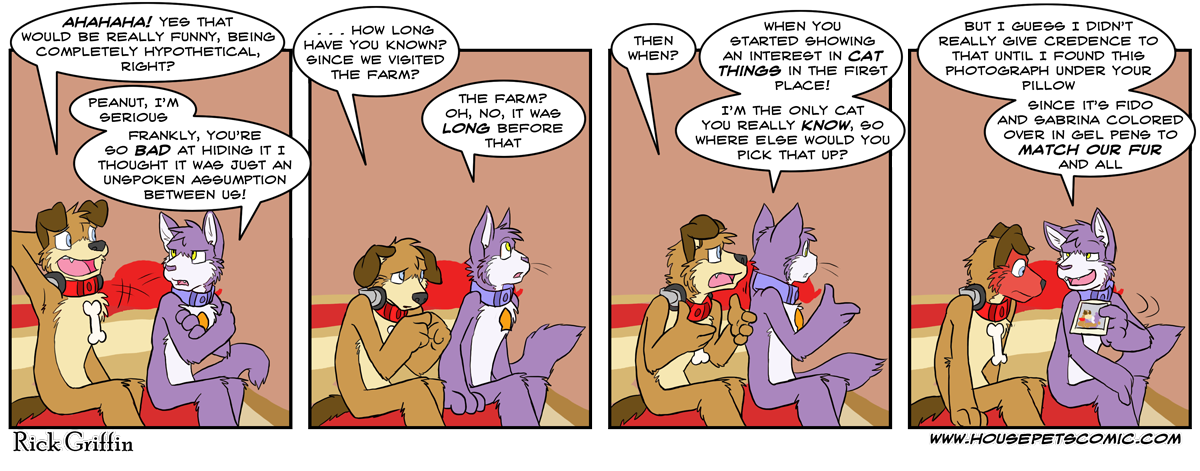 AHAHAHA! YES THAT
WOULD BE REALLY FUNNY, BEING
COMPLETELY HYPOTHETICAL,
RIGHT?
PEANUT, I'M
SERIOUS
FRANKLY, YOU'RE
SO BAD AT HIDING IT I
THOUGHT IT WAS JUST AN
UNSPOKEN ASSUMPTION
BETWEEN US!
. . . HOW LONG
HAVE YOU KNOWN?
SINCE WE VISITED
THE FARM?
THE FARM?
OH, NO, IT WAS
LONG BEFORE
THAT
THEN
WHEN?
WHEN YOU
STARTED SHOWING
AN INTEREST IN CAT
THINGS IN THE FIRST
PLACE!
I'M THE ONLY CAT
YOU REALLY KNOW, SO
WHERE ELSE WOULD YOU
PICK THAT UP?
BUT I GUESS I DIDN'T
REALLY GIVE CREDENCE TO
THAT UNTIL I FOUND THIS
PHOTOGRAPH UNDER YOUR
PILLOW
SINCE IT'S FIDO
AND SABRINA COLORED
OVER IN GEL PENS TO
MATCH OUR FUR
AND ALL
Rick Griffin
WWW.HOUSEPETSCOMIC.COM